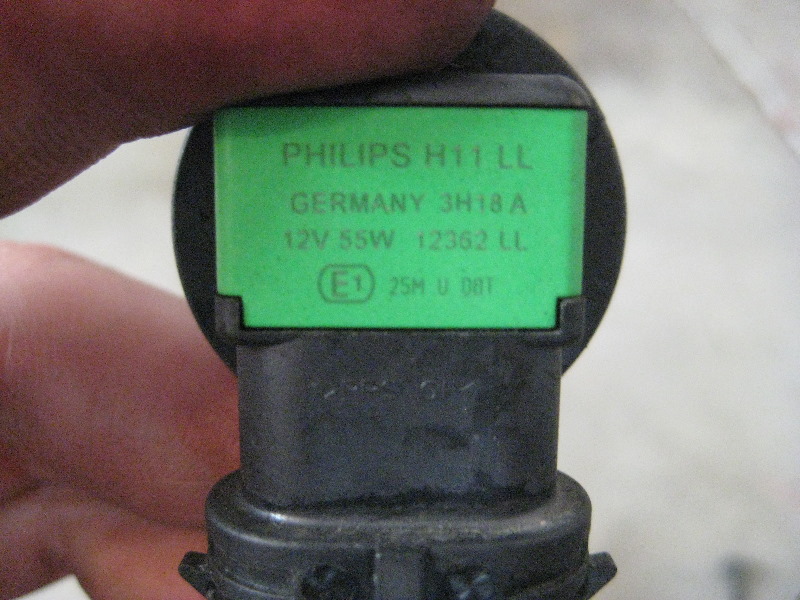 PHILIPS H11 LL
GERMANY 3H18 A
12V 55W 12362 LL
E1 25M U DBT